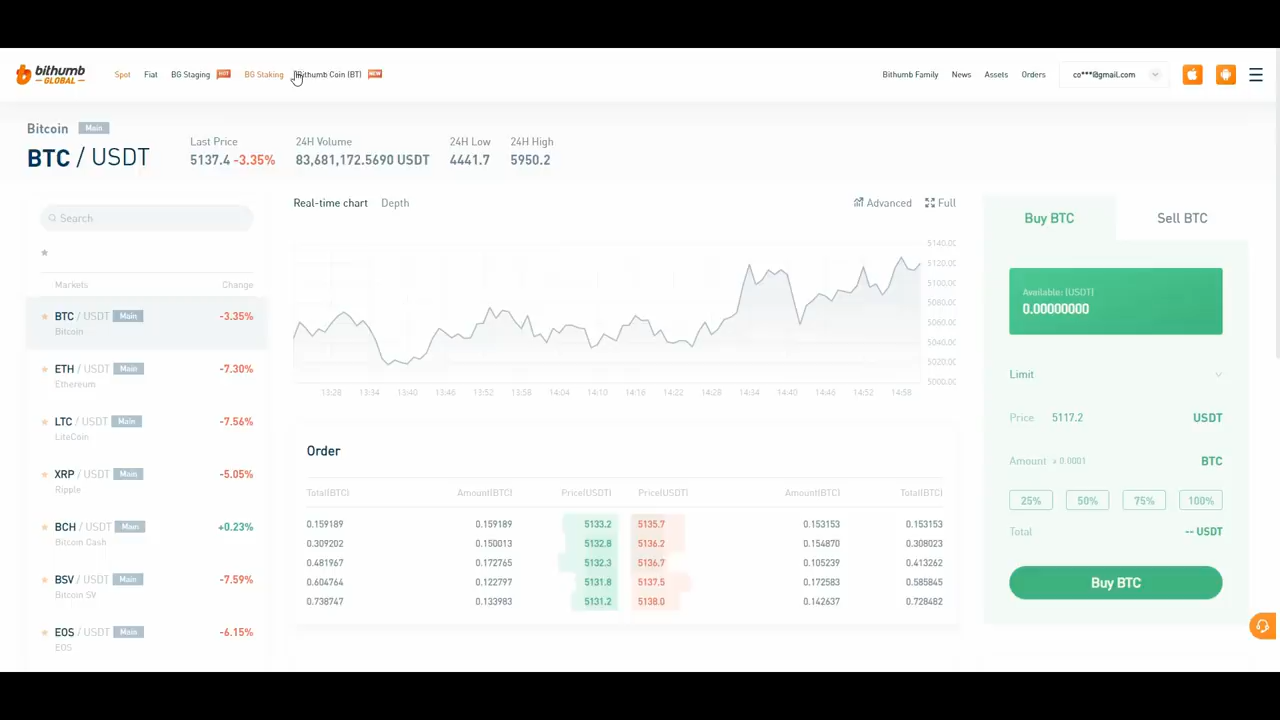 bithumb GLOBAL Spot Fiat BG Staging HOT BG Staking Bithumb Coin (BT) NEW Bithumb Family News Assets Orders co***@gmail.com
Bitcoin Main
BTC / USDT
Last Price 24H Volume 24H Low 24H High
5137.4 -3.35% 83,681,172.5690 USDT 4441.7 5950.2
Search
Markets Change
BTC / USDT Main -3.35%
Bitcoin
ETH / USDT Main -7.30%
Ethereum
LTC / USDT Main -7.56%
LiteCoin
XRP / USDT Main -5.05%
Ripple
BCH / USDT Main +0.23%
Bitcoin Cash
BSV / USDT Main -7.59%
Bitcoin SV
EOS / USDT Main -6.15%
EOS
Real-time chart Depth Advanced Full
5140.00
5120.00
5100.00
5080.00
5060.00
5040.00
5020.00
5000.00
13:28 13:34 13:40 13:46 13:52 13:58 14:04 14:10 14:16 14:22 14:28 14:34 14:40 14:46 14:52 14:58
Order
Total(BTC) Amount(BTC) Price(USDT) Price(USDT) Amount(BTC) Total(BTC)
0.159189 0.159189 5133.2 5135.7 0.153153 0.153153
0.309202 0.150013 5132.8 5136.2 0.154870 0.308023
0.481967 0.172765 5132.3 5136.7 0.105239 0.413262
0.604764 0.122797 5131.8 5137.5 0.172583 0.585845
0.738747 0.133983 5131.2 5138.0 0.142637 0.728482
Buy BTC Sell BTC
Available: (USDT)
0.00000000
Limit
Price 5117.2 USDT
Amount > 0.0001 BTC
25% 50% 75% 100%
Total -- USDT
Buy BTC